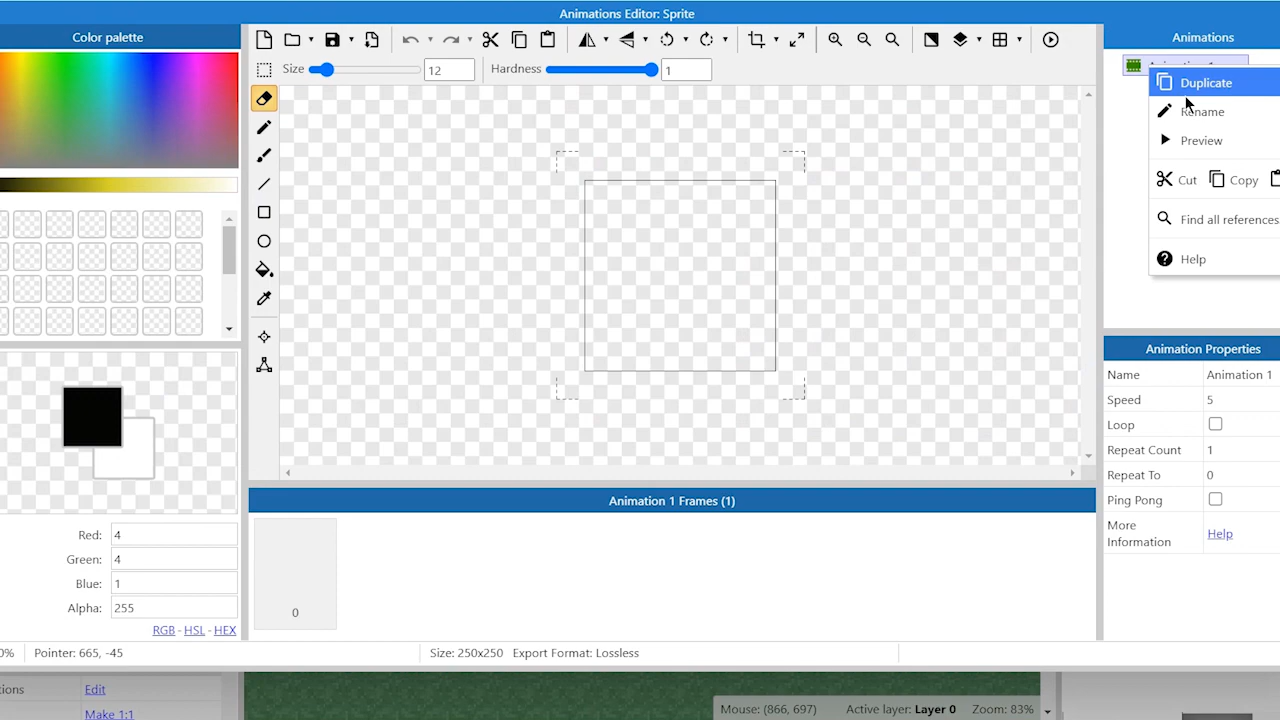 Animations Editor: Sprite
Color palette
Animations
Size 12 Hardness 1
Duplicate
Rename
Preview
Cut Copy
Find all references
Help
Animation Properties
Name Animation 1
Speed 5
Loop
Repeat Count 1
Repeat To 0
Ping Pong
More
Information Help
Animation 1 Frames (1)
0
Red: 4
Green: 4
Blue: 1
Alpha: 255
RGB - HSL - HEX
0% Pointer: 665, -45 Size: 250x250 Export Format: Lossless
tions Edit
Make 1:1
Mouse: (866, 697) Active layer: Layer 0 Zoom: 83%